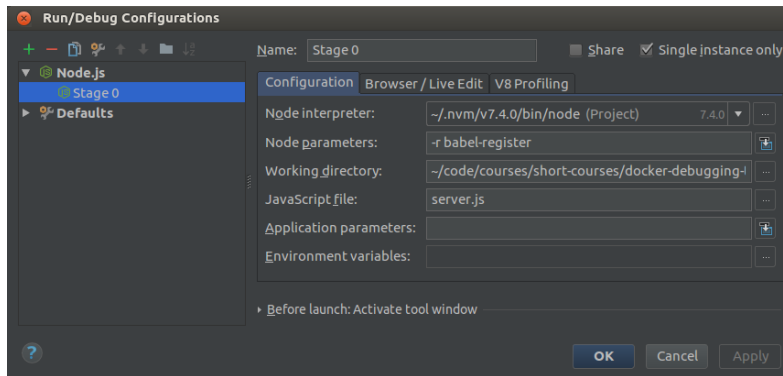 Run/Debug Configurations
Name: Stage 0 Share Single instance only
Node.js
Stage 0
Defaults
Configuration Browser / Live Edit V8 Profiling
Node interpreter: ~/.nvm/v7.4.0/bin/node (Project) 7.4.0
Node parameters: -r babel-register
Working directory: ~/code/courses/short-courses/docker-debugging-
JavaScript file: server.js
Application parameters:
Environment variables:
Before launch: Activate tool window
? OK Cancel Apply